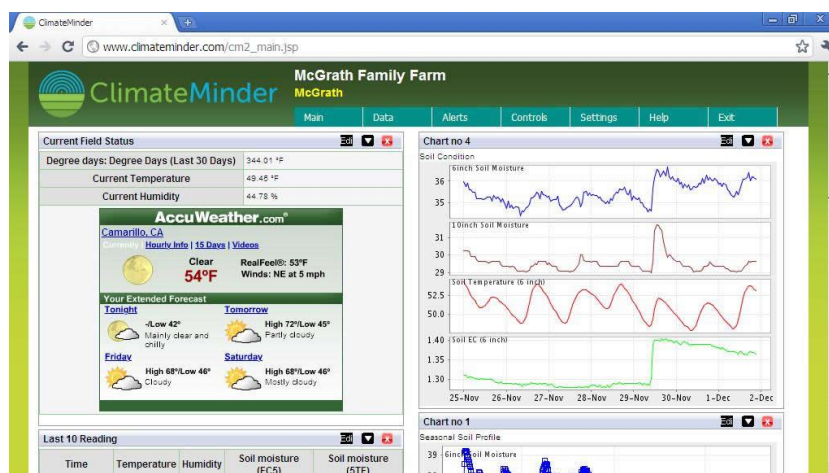 ClimateMinder
www.climateminder.com/cm2_main.jsp
ClimateMinder
McGrath Family Farm
McGrath
Main Data Alerts Controls Settings Help Exit
Current Field Status
Edi
Degree days: Degree Days (Last 30 Days) 344.01 °F
Current Temperature 49.46 °F
Current Humidity 44.78 %
AccuWeather.com®
Camarillo, CA
Currently | Hourly Info | 15 Days | Videos
Clear
54°F
RealFeel®: 53°F
Winds: NE at 5 mph
Your Extended Forecast
Tonight
-/Low 42°
Mainly clear and
chilly
Tomorrow
High 72°/Low 45°
Partly cloudy
Friday
High 68°/Low 46°
Cloudy
Saturday
High 68°/Low 46°
Mostly cloudy
Last 10 Reading
Edi
Time Temperature Humidity Soil moisture (EC5) Soil moisture (5TE)
Chart no 4
Edi
Soil Condition
6inch Soil Moisture
36
35
10inch Soil Moisture
31
30
29
Soil Temperature (6 inch)
52.5
50.0
Soil EC (6 inch)
1.40
1.35
1.30
25-Nov 26-Nov 27-Nov 28-Nov 29-Nov 30-Nov 1-Dec 2-Dec
Chart no 1
Edi
Seasonal Soil Profile
39
6inch Soil Moisture